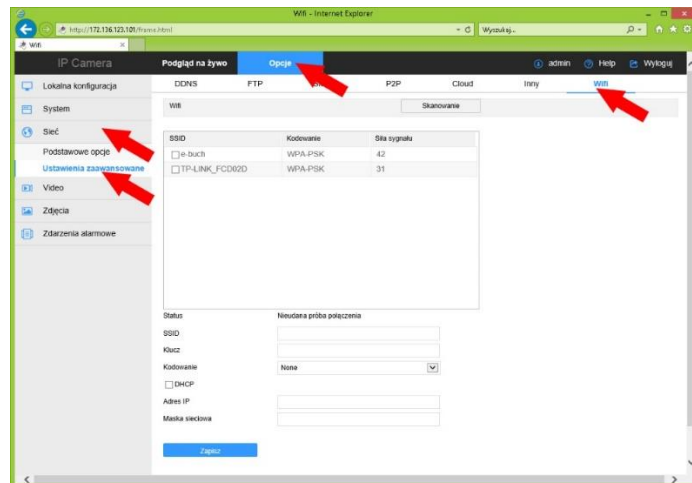 Wifi - Internet Explorer
http://172.136.123.101/frame.html
Wyszukaj...
Wifi
IP Camera
Podgląd na żywo
Opcje
admin
Help
Wyloguj
Lokalna konfiguracja
System
Sieć
Podstawowe opcje
Ustawienia zaawansowane
Video
Zdjęcia
Zdarzenia alarmowe
DDNS FTP P2P Cloud Inny Wifi
Wifi Skanowanie
SSID Kodowanie Siła sygnału
e-buch WPA-PSK 42
TP-LINK_FCD02D WPA-PSK 31
Status Nieudana próba połączenia
SSID
Klucz
Kodowanie None
DHCP
Adres IP
Maska sieciowa
Zapisz